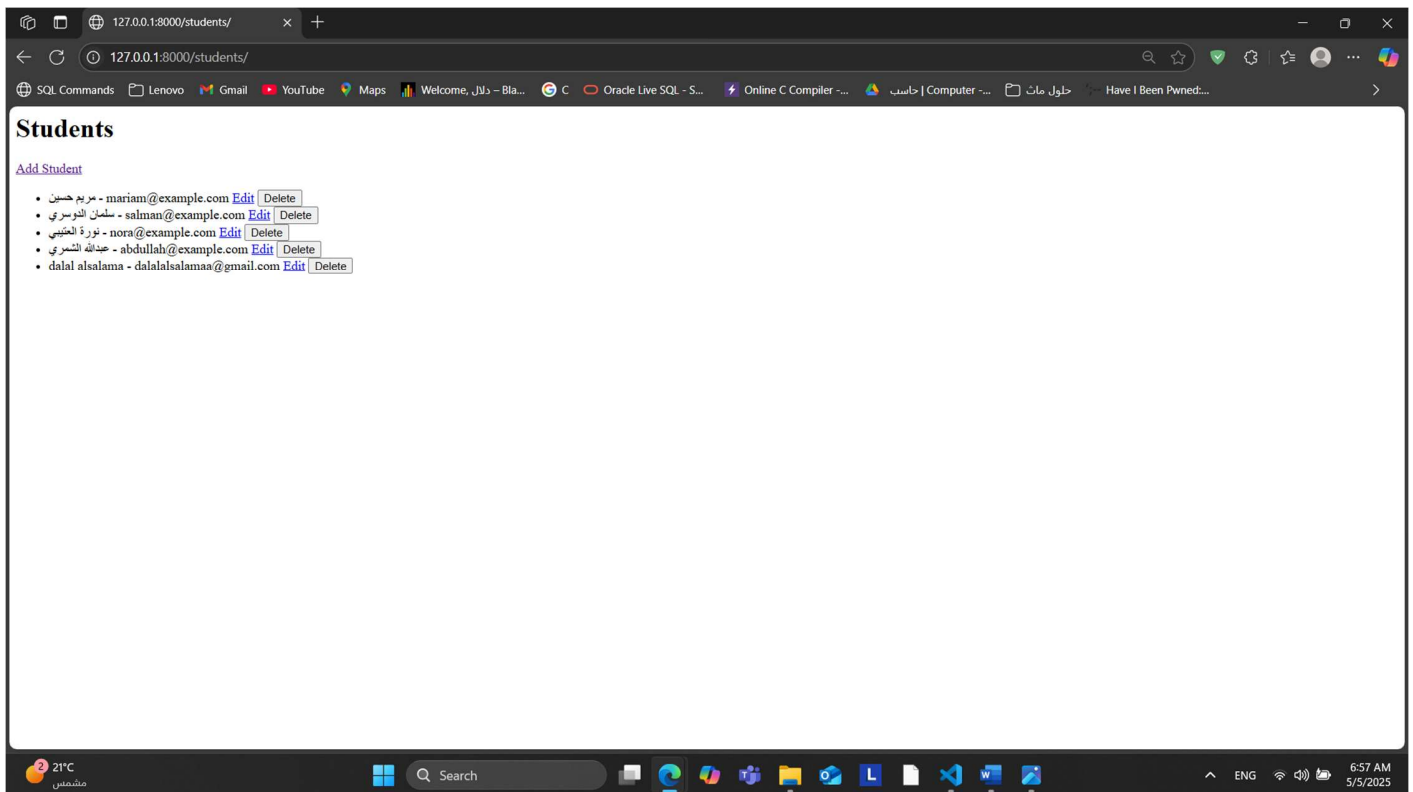 127.0.0.1:8000/students/
127.0.0.1:8000/students/
SQL Commands Lenovo Gmail YouTube Maps Welcome, دلال – Bla... C Oracle Live SQL - S... Online C Compiler -... حاسب | Computer -... حلول ماث Have I Been Pwned:...
Students
Add Student
مريم حسين - mariam@example.com Edit Delete
سلمان الدوسري - salman@example.com Edit Delete
نورة العتيبي - nora@example.com Edit Delete
عبدالله الشمري - abdullah@example.com Edit Delete
dalal alsalama - dalalalsalamaa@gmail.com Edit Delete
2 21°C
مشمس
Search
ENG
6:57 AM
5/5/2025